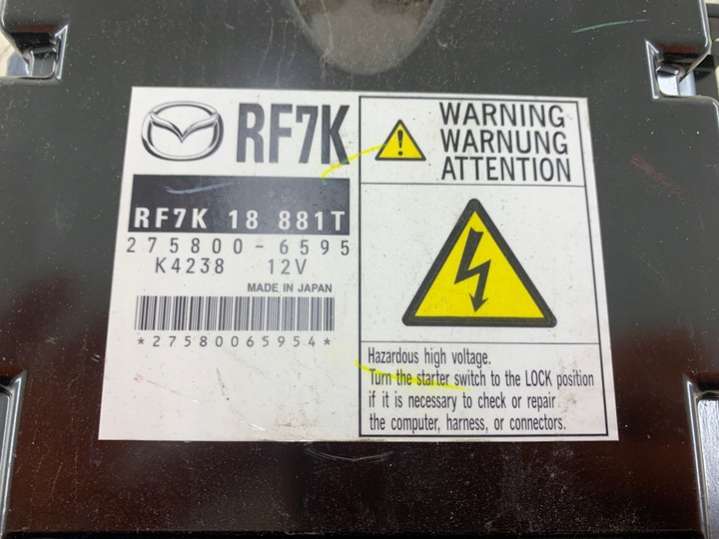 RF7K
RF7K 18 881T
275800-6595
K4238 12V
MADE IN JAPAN
*27580065954*
WARNING
WARNUNG
ATTENTION
Hazardous high voltage.
Turn the starter switch to the LOCK position
if it is necessary to check or repair
the computer, harness, or connectors.